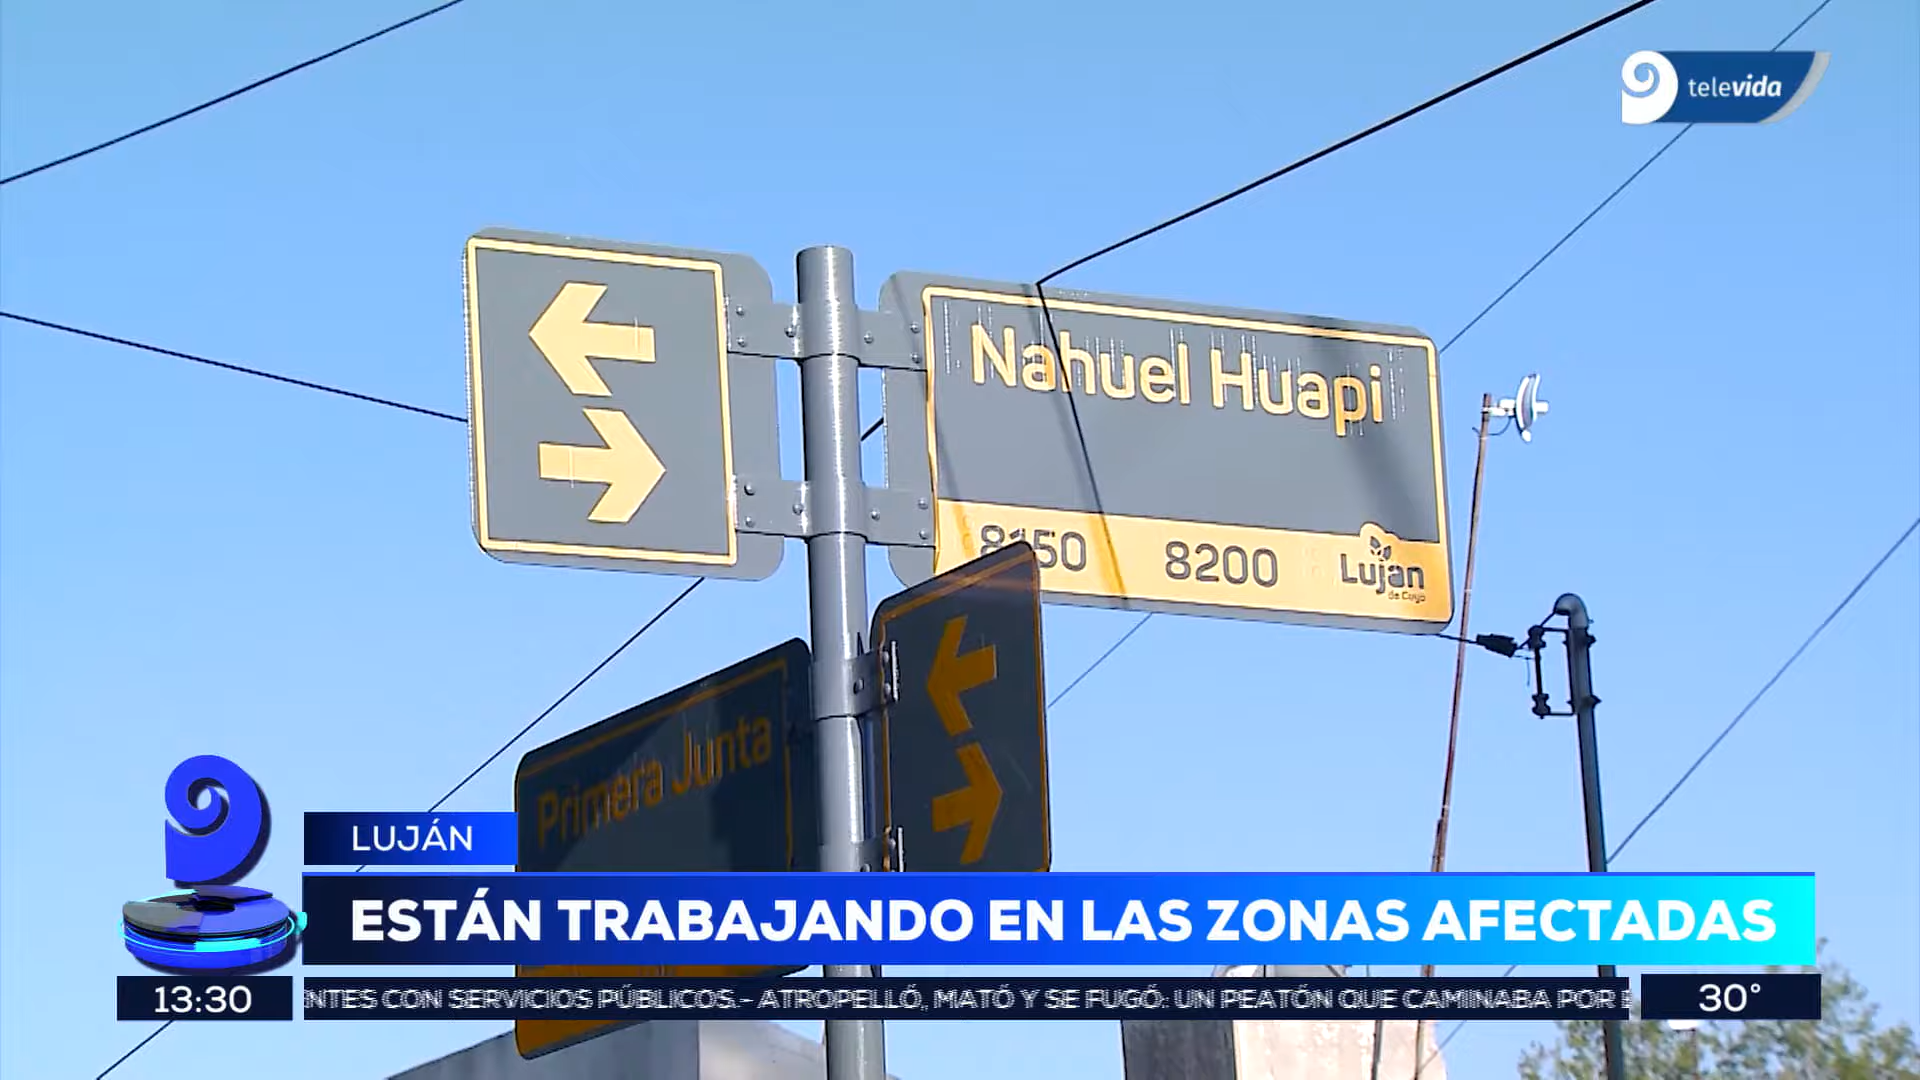 televida
Nahuel Huapi
8150 8200 Luján
de Cuyo
Primera Junta
LUJÁN
ESTÁN TRABAJANDO EN LAS ZONAS AFECTADAS
13:30 NTES CON SERVICIOS PÚBLICOS.- ATROPELLÓ, MATÓ Y SE FUGÓ: UN PEATÓN QUE CAMINABA POR E 30°